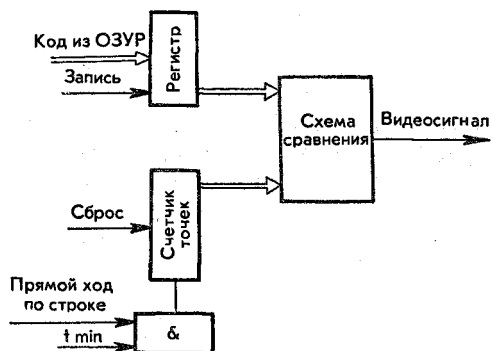 Код из ОЗУР
Запись
Регистр
Схема
сравнения
Видеосигнал
Сброс
Счетчик
точек
Прямой ход
по строке
t min
&